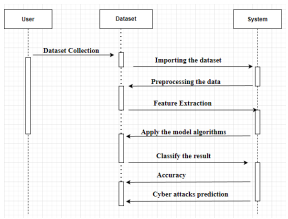 User
Dataset
System
Dataset Collection
Importing the dataset
Preprocessing the data
Feature Extraction
Apply the model algorithms
Classify the result
Accuracy
Cyber attacks prediction